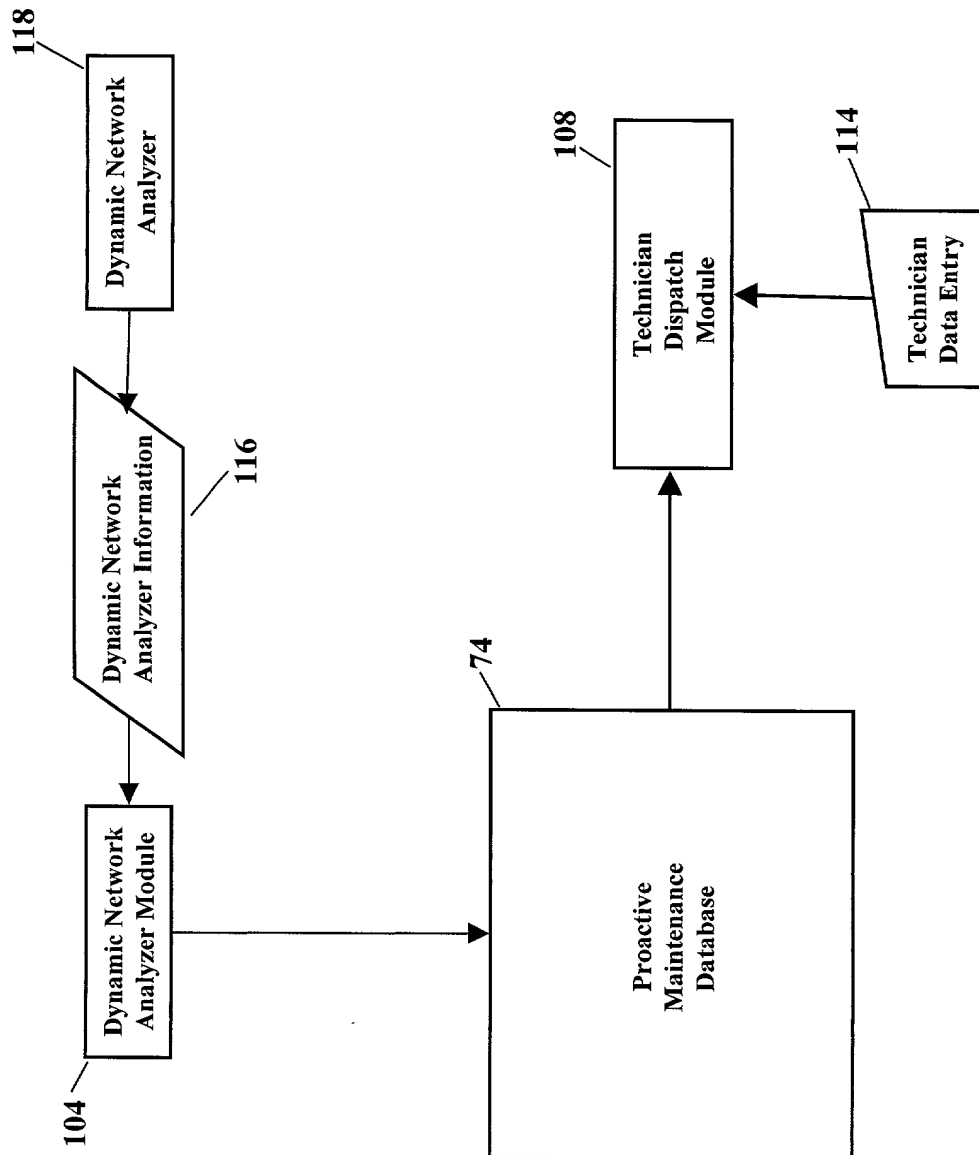 104
Dynamic Network
Analyzer Module
Dynamic Network
Analyzer Information
116
118
Dynamic Network
Analyzer
74
Proactive
Maintenance
Database
108
Technician
Dispatch
Module
114
Technician
Data Entry